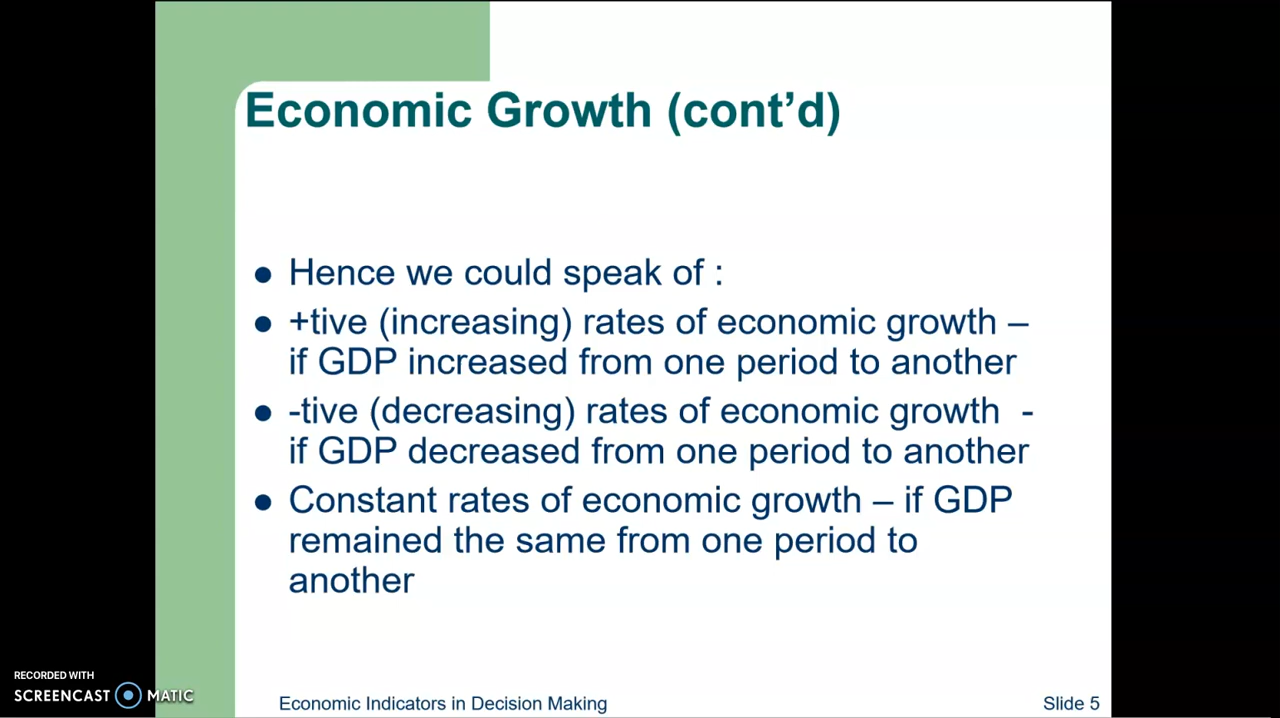 Economic Growth (cont’d)
● Hence we could speak of :
● +tive (increasing) rates of economic growth –
if GDP increased from one period to another
● -tive (decreasing) rates of economic growth -
if GDP decreased from one period to another
● Constant rates of economic growth – if GDP
remained the same from one period to
another
RECORDED WITH
SCREENCAST MATIC
Economic Indicators in Decision Making
Slide 5